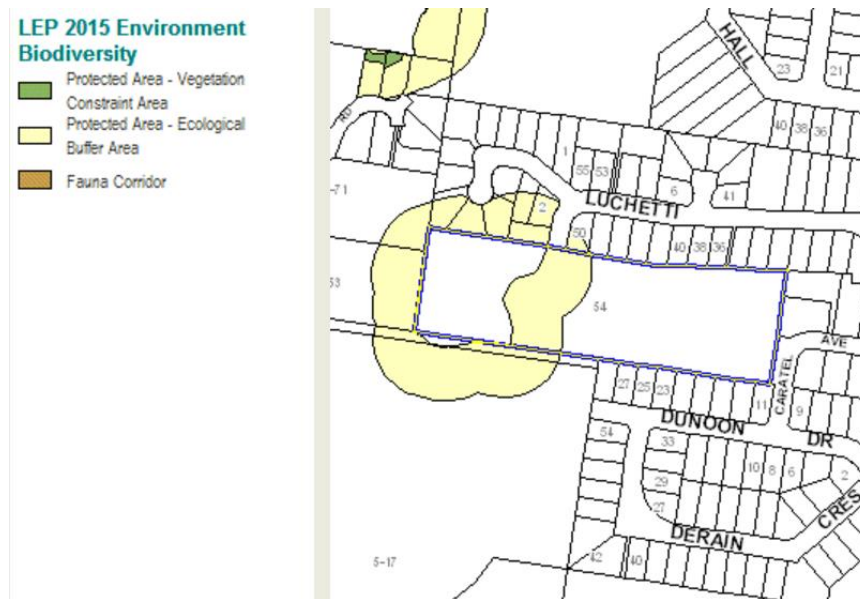 LEP 2015 Environment
Biodiversity
Protected Area - Vegetation
Constraint Area
Protected Area - Ecological
Buffer Area
Fauna Corridor
HALL
23
21
40 38 36
RD
1
55 53
6
41
-71
2
LUCHETTI
50
40 38 36
53
54
AVE
CARATEL
27 25 23
11
9
DUNOON
DR
54
33
10 8 6
2
29
27
CRES
DERAIN
42
40
5-17